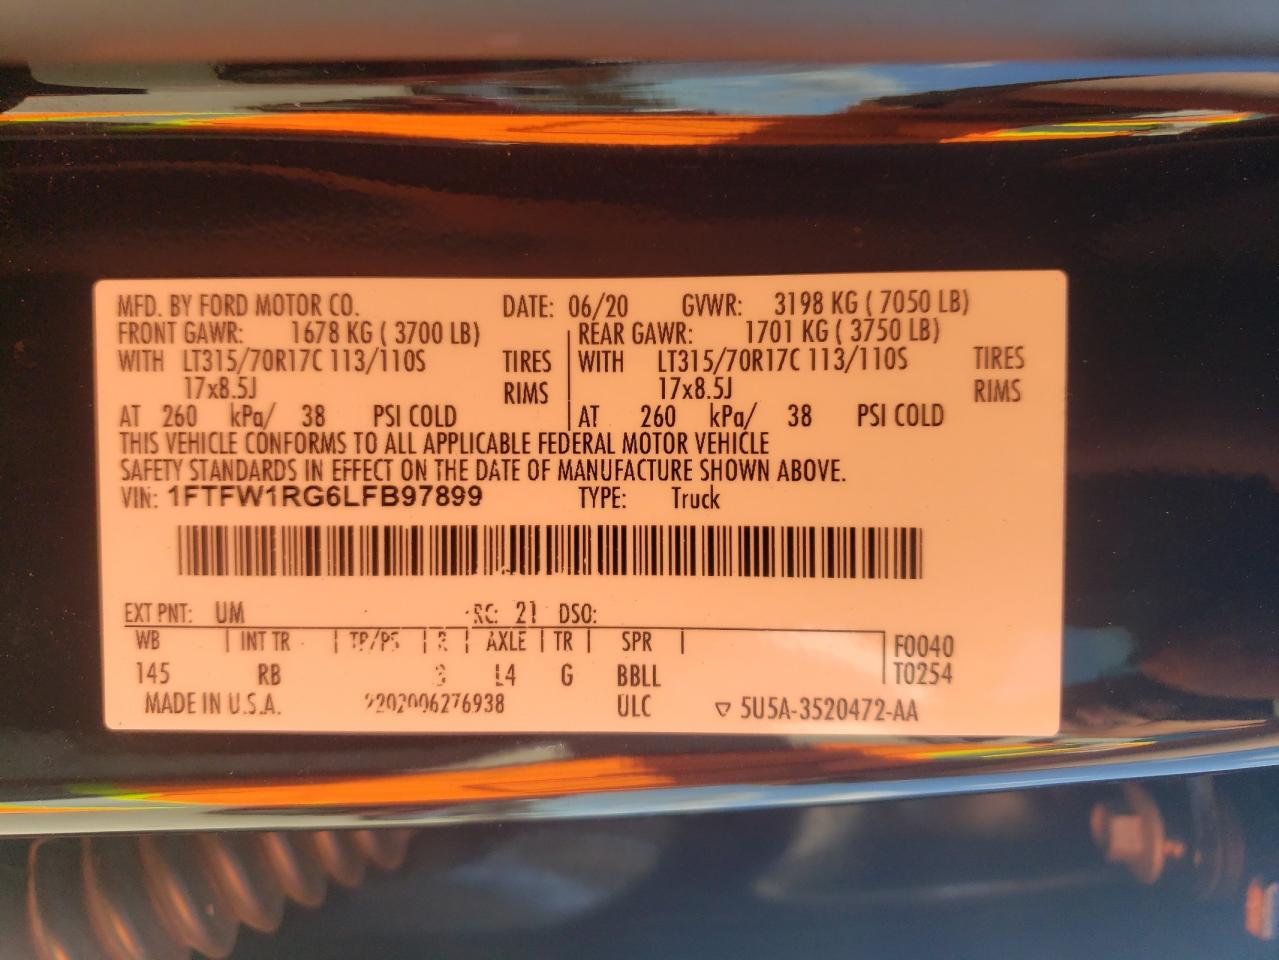 MFD. BY FORD MOTOR CO. DATE: 06/20 GVWR: 3198 KG ( 7050 LB)
FRONT GAWR: 1678 KG ( 3700 LB) REAR GAWR: 1701 KG ( 3750 LB)
WITH LT315/70R17C 113/110S TIRES WITH LT315/70R17C 113/110S TIRES
17x8.5J RIMS 17x8.5J RIMS
AT 260 kPa/ 38 PSI COLD AT 260 kPa/ 38 PSI COLD
THIS VEHICLE CONFORMS TO ALL APPLICABLE FEDERAL MOTOR VEHICLE
SAFETY STANDARDS IN EFFECT ON THE DATE OF MANUFACTURE SHOWN ABOVE.
VIN: 1FTFW1RG6LFB97899 TYPE: Truck
EXT PNT: UM RC: 21 DSO:
WB INT TR TP/PS R AXLE TR SPR F0040
145 RB L4 G BBLL T0254
MADE IN U.S.A. ULC 5U5A-3520472-AA